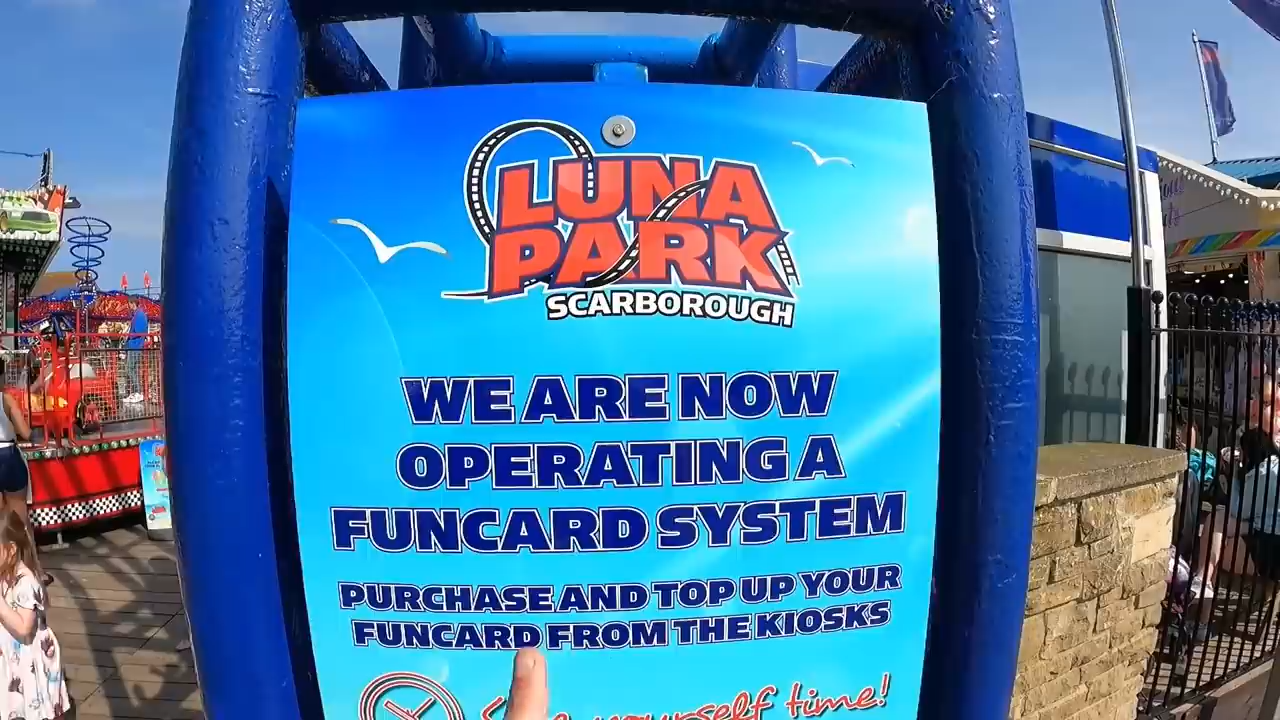 LUNA
PARK
SCARBOROUGH
WE ARE NOW
OPERATING A
FUNCARD SYSTEM
PURCHASE AND TOP UP YOUR
FUNCARD FROM THE KIOSKS
yourself time!